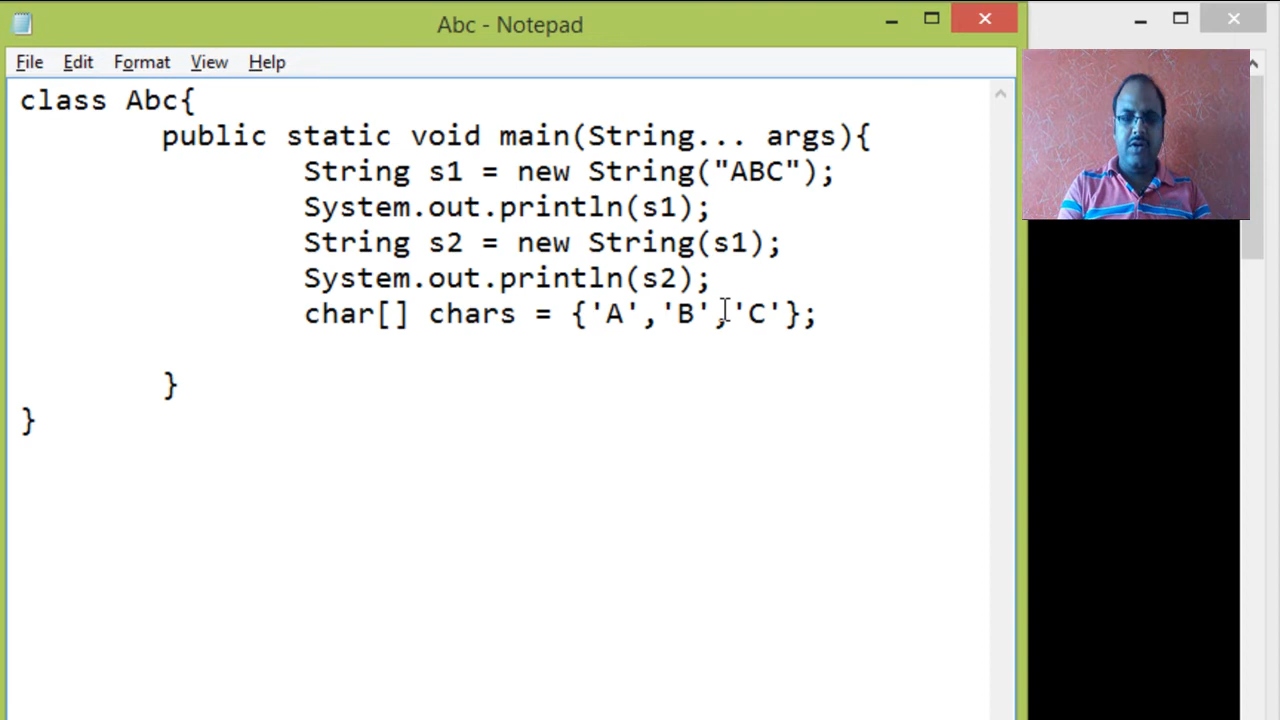 Abc - Notepad
File Edit Format View Help
class Abc{
public static void main(String... args){
String s1 = new String("ABC");
System.out.println(s1);
String s2 = new String(s1);
System.out.println(s2);
char[] chars = {'A','B','C'};
}
}